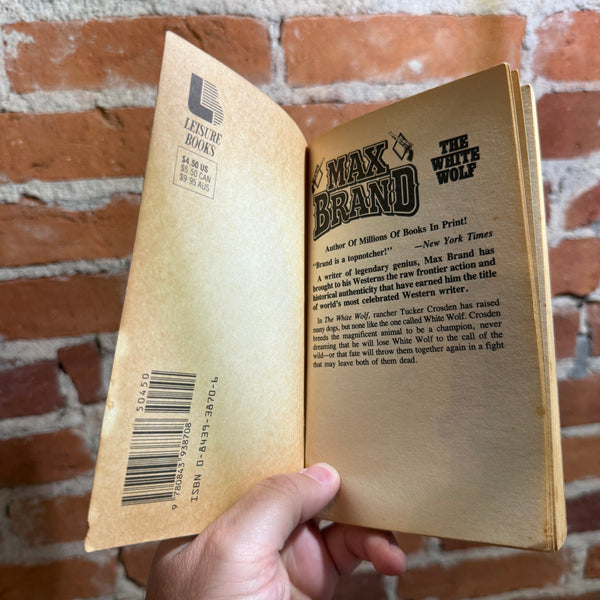 LEISURE
BOOKS
$4.50 US
$5.50 CAN
$9.95 AUS
50450
9 780843 938708
ISBN 0-8439-3870-6
MAX
BRAND
THE
WHITE
WOLF
Author Of Millions Of Books In Print!
"Brand is a topnotcher!" —New York Times
A writer of legendary genius, Max Brand has
brought to his Westerns the raw frontier action and
historical authenticity that have earned him the title
of world's most celebrated Western writer.
In The White Wolf, rancher Tucker Crosden has raised
many dogs, but none like the one called White Wolf. Crosden
breeds the magnificent animal to be a champion, never
dreaming that he will lose White Wolf to the call of the
wild—or that fate will throw them together again in a fight
that may leave both of them dead.